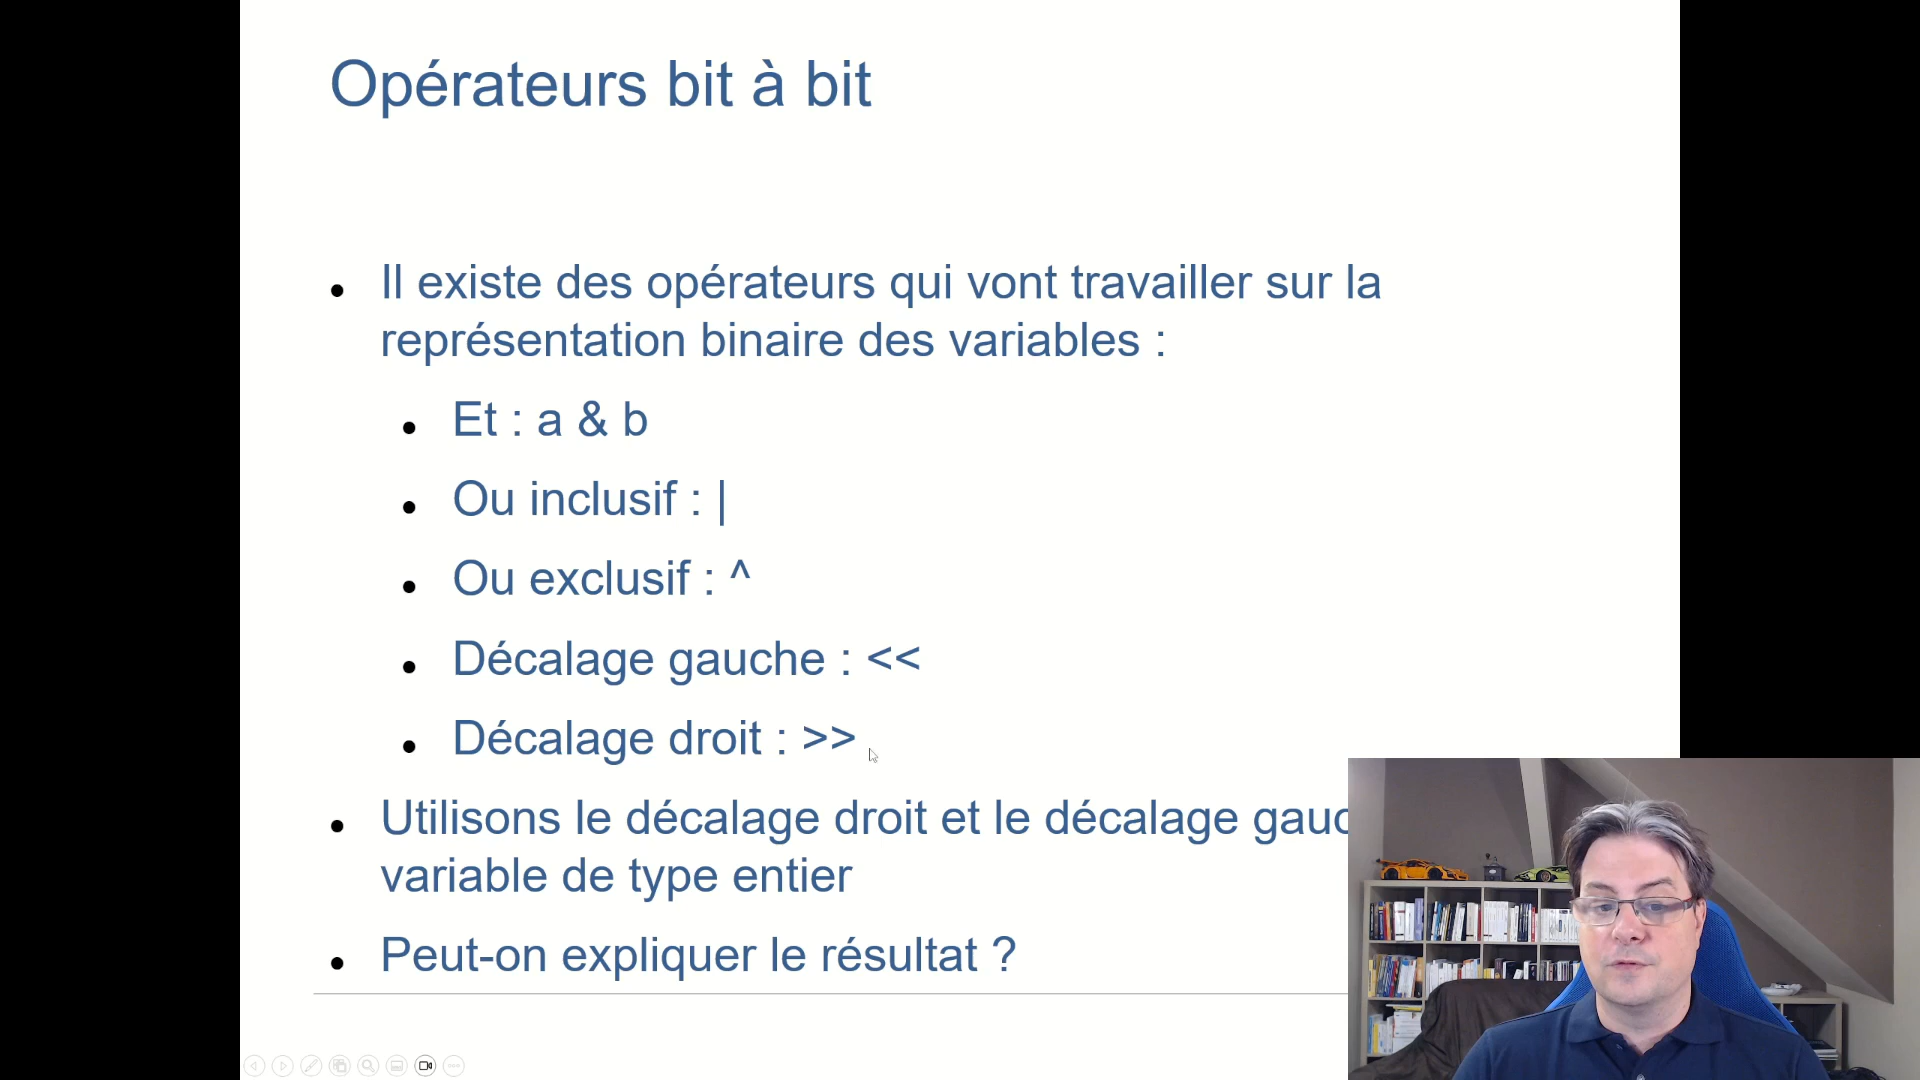 Opérateurs bit à bit
Il existe des opérateurs qui vont travailler sur la
représentation binaire des variables :
Et : a & b
Ou inclusif : |
Ou exclusif : ^
Décalage gauche : <<
Décalage droit : >>
Utilisons le décalage droit et le décalage gauc
variable de type entier
Peut-on expliquer le résultat ?